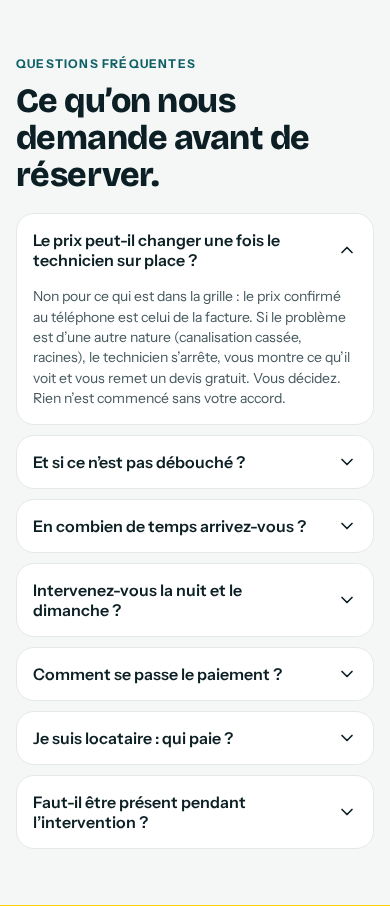 QUESTIONS FRÉQUENTES
Ce qu’on nous
demande avant de
réserver.
Le prix peut-il changer une fois le
technicien sur place ?
Non pour ce qui est dans la grille : le prix confirmé
au téléphone est celui de la facture. Si le problème
est d’une autre nature (canalisation cassée,
racines), le technicien s’arrête, vous montre ce qu’il
voit et vous remet un devis gratuit. Vous décidez.
Rien n’est commencé sans votre accord.
Et si ce n’est pas débouché ?
En combien de temps arrivez-vous ?
Intervenez-vous la nuit et le
dimanche ?
Comment se passe le paiement ?
Je suis locataire : qui paie ?
Faut-il être présent pendant
l’intervention ?